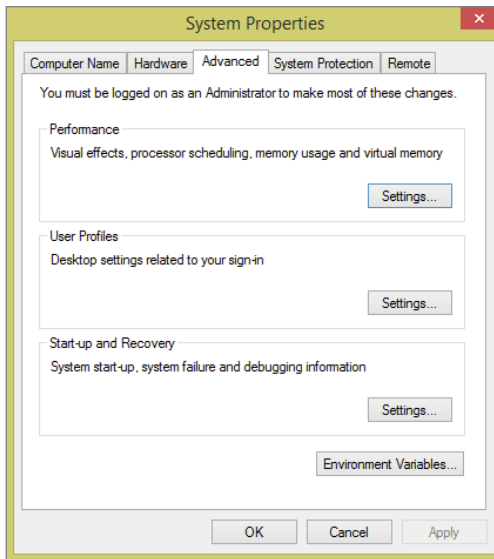 System Properties
Computer Name
Hardware
Advanced
System Protection
Remote
You must be logged on as an Administrator to make most of these changes.
Performance
Visual effects, processor scheduling, memory usage and virtual memory
Settings...
User Profiles
Desktop settings related to your sign-in
Settings...
Start-up and Recovery
System start-up, system failure and debugging information
Settings...
Environment Variables...
OK
Cancel
Apply